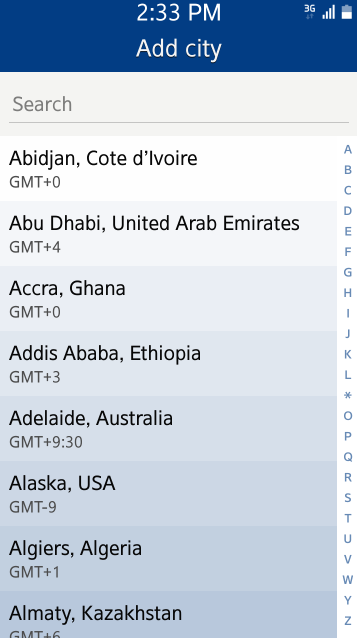 2:33 PM
3G
Add city
Search
Abidjan, Cote d’Ivoire
GMT+0
Abu Dhabi, United Arab Emirates
GMT+4
Accra, Ghana
GMT+0
Addis Ababa, Ethiopia
GMT+3
Adelaide, Australia
GMT+9:30
Alaska, USA
GMT-9
Algiers, Algeria
GMT+1
Almaty, Kazakhstan
GMT+6
A
B
C
D
E
F
G
H
I
J
K
L
*
O
P
Q
R
S
T
U
V
W
Y
Z